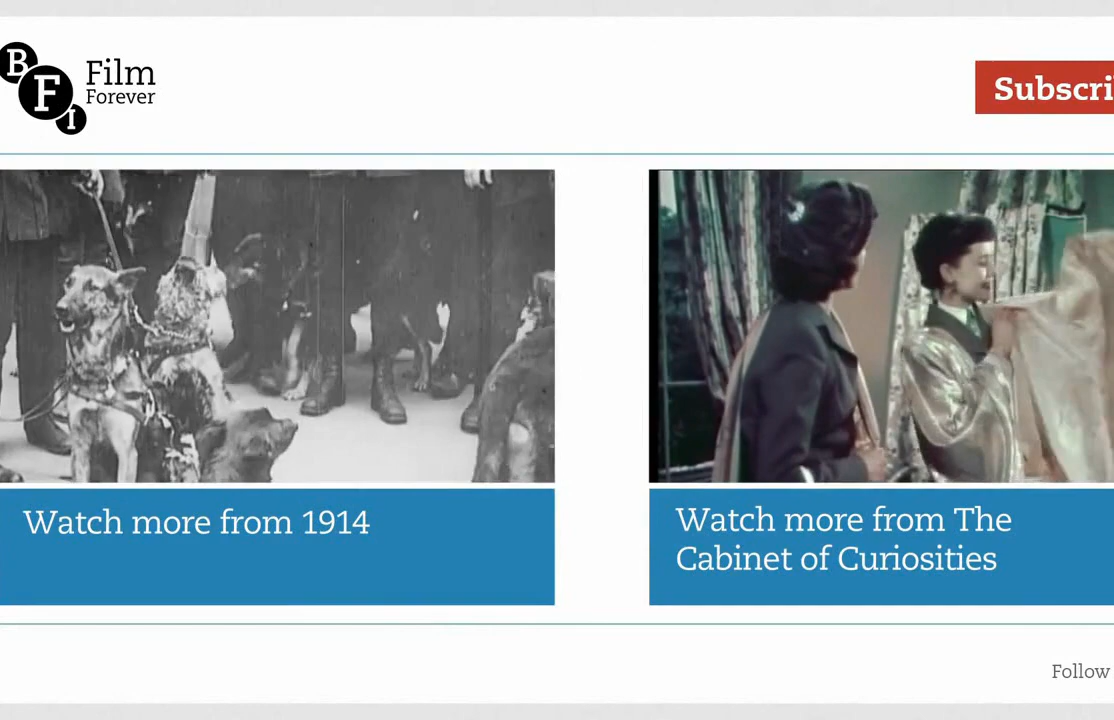 BFI
Film
Forever
Subscri
Watch more from 1914
Watch more from The
Cabinet of Curiosities
Follow